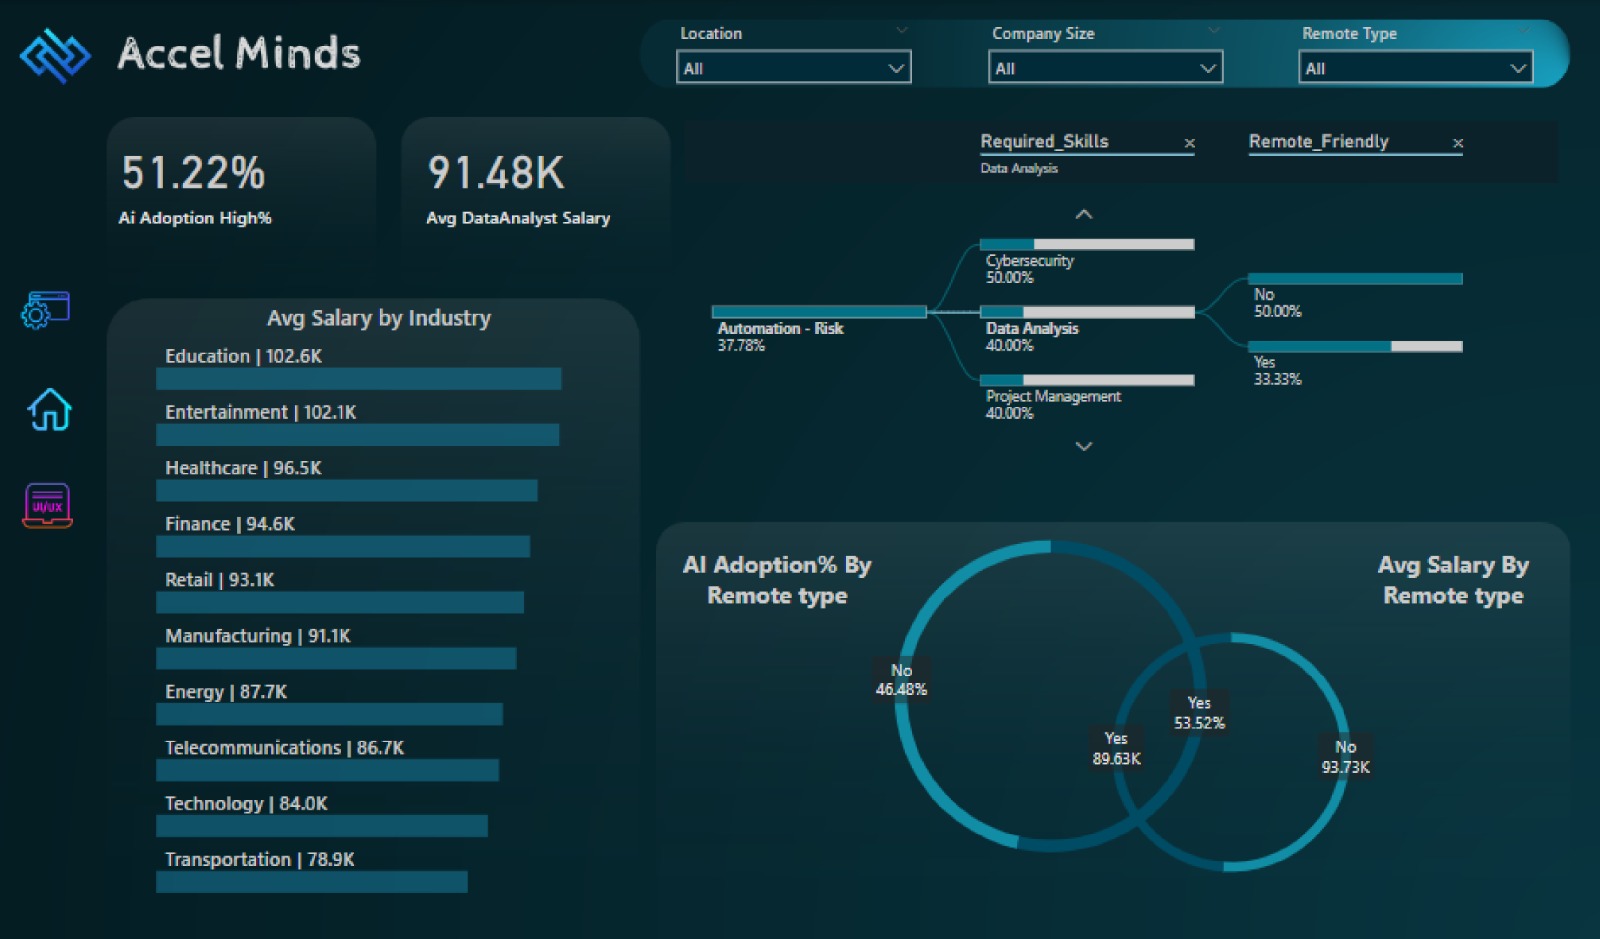 Accel Minds
Location
Company Size
Remote Type
All
All
All
51.22%
Ai Adoption High%
91.48K
Avg DataAnalyst Salary
Required_Skills ×
Remote_Friendly ×
Data Analysis
Cybersecurity
50.00%
Automation - Risk
37.78%
Data Analysis
40.00%
Project Management
40.00%
No
50.00%
Yes
33.33%
Avg Salary by Industry
Education | 102.6K
Entertainment | 102.1K
Healthcare | 96.5K
Finance | 94.6K
Retail | 93.1K
Manufacturing | 91.1K
Energy | 87.7K
Telecommunications | 86.7K
Technology | 84.0K
Transportation | 78.9K
UI/UX
AI Adoption% By
Remote type
No
46.48%
Yes
53.52%
Avg Salary By
Remote type
Yes
89.63K
No
93.73K